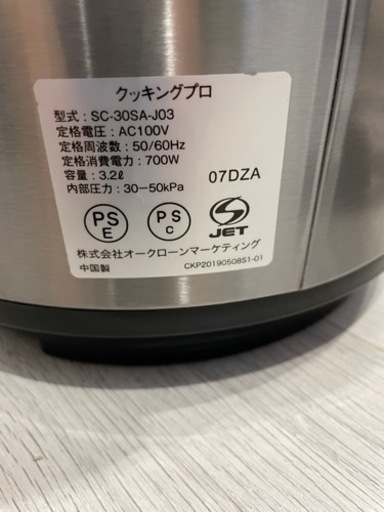 クッキングプロ
型式：SC-30SA-J03
定格電圧：AC100V
定格周波数：50/60Hz
定格消費電力：700W
容量：3.2ℓ
内部圧力：30−50kPa
07DZA
PS
E
PS
C
S
JET
株式会社オークローンマーケティング
中国製
CKP20190508S1-01